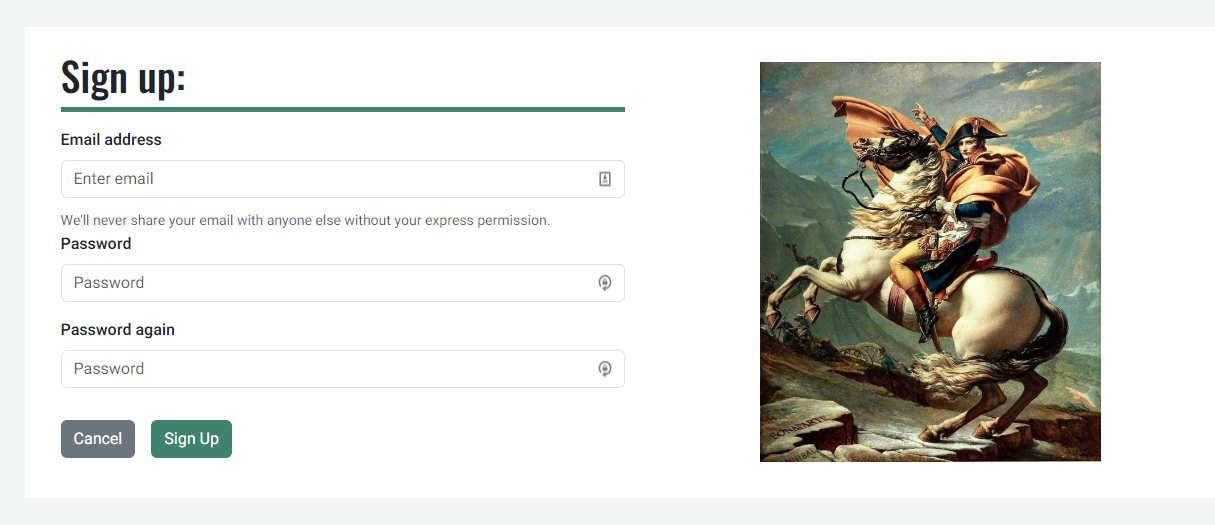 Sign up:
Email address
Enter email
We'll never share your email with anyone else without your express permission.
Password
Password
Password again
Password
Cancel
Sign Up
BONAPARTE